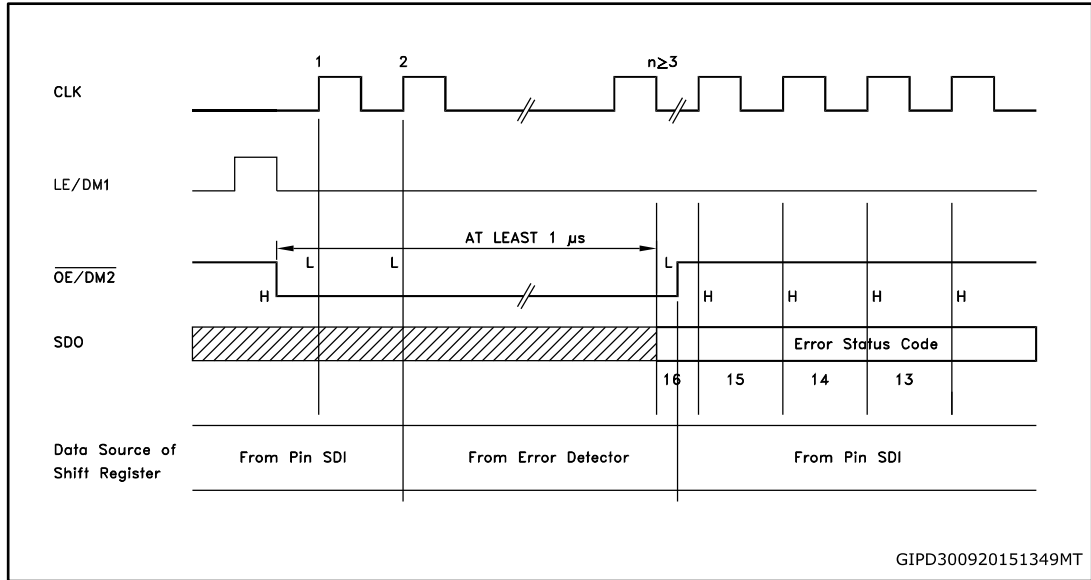 1 2 n≥3
CLK
LE/DM1
AT LEAST 1 μs
L L L
OE/DM2
H H H H H
SDO
Error Status Code
16 15 14 13
Data Source of
Shift Register
From Pin SDI From Error Detector From Pin SDI
GIPD300920151349MT